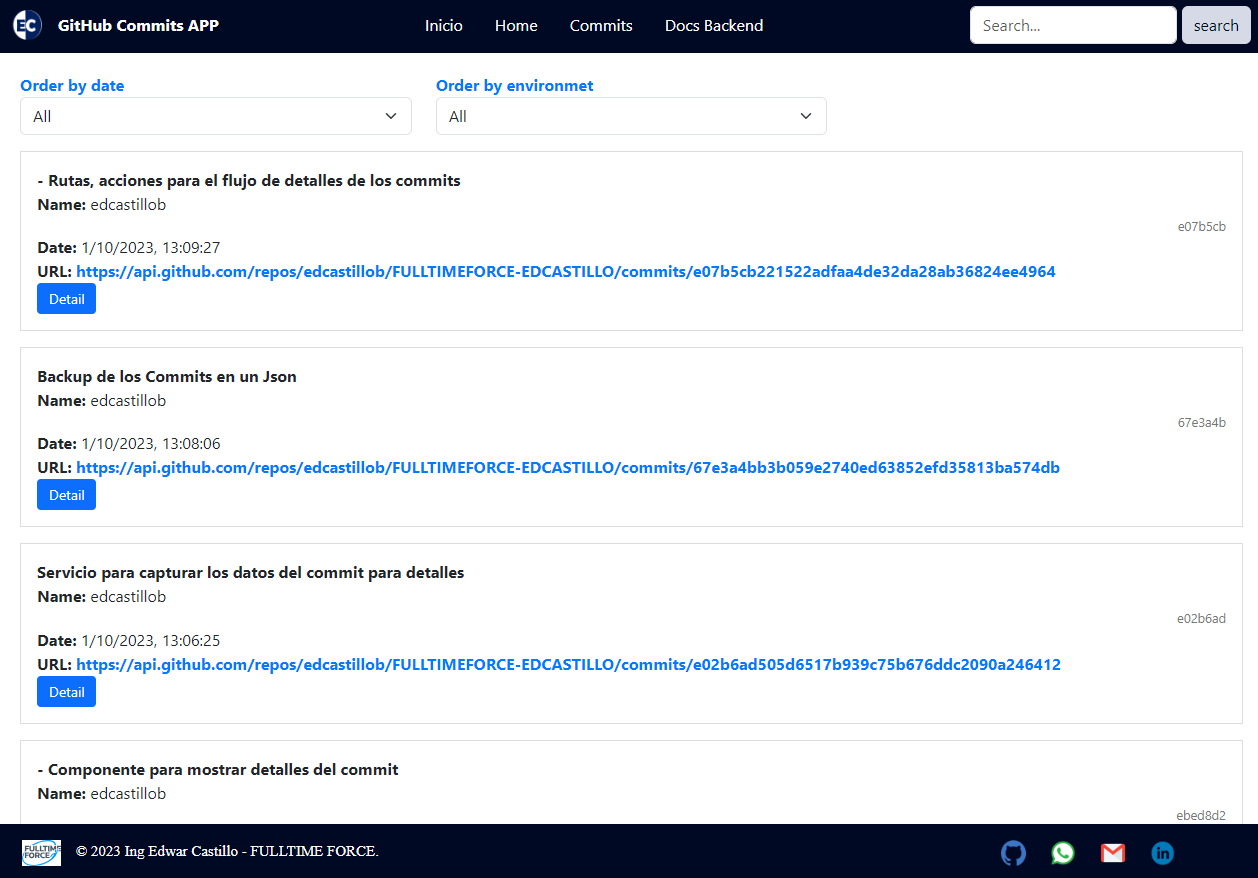 EC GitHub Commits APP Inicio Home Commits Docs Backend Search... search
Order by date Order by environmet
All All
- Rutas, acciones para el flujo de detalles de los commits
Name: edcastillob
e07b5cb
Date: 1/10/2023, 13:09:27
URL: https://api.github.com/repos/edcastillob/FULLTIMEFORCE-EDCASTILLO/commits/e07b5cb221522adfaa4de32da28ab36824ee4964
Detail
Backup de los Commits en un Json
Name: edcastillob
67e3a4b
Date: 1/10/2023, 13:08:06
URL: https://api.github.com/repos/edcastillob/FULLTIMEFORCE-EDCASTILLO/commits/67e3a4bb3b059e2740ed63852efd35813ba574db
Detail
Servicio para capturar los datos del commit para detalles
Name: edcastillob
e02b6ad
Date: 1/10/2023, 13:06:25
URL: https://api.github.com/repos/edcastillob/FULLTIMEFORCE-EDCASTILLO/commits/e02b6ad505d6517b939c75b676ddc2090a246412
Detail
- Componente para mostrar detalles del commit
Name: edcastillob
ebed8d2
FULLTIME FORCE © 2023 Ing Edwar Castillo - FULLTIME FORCE. in